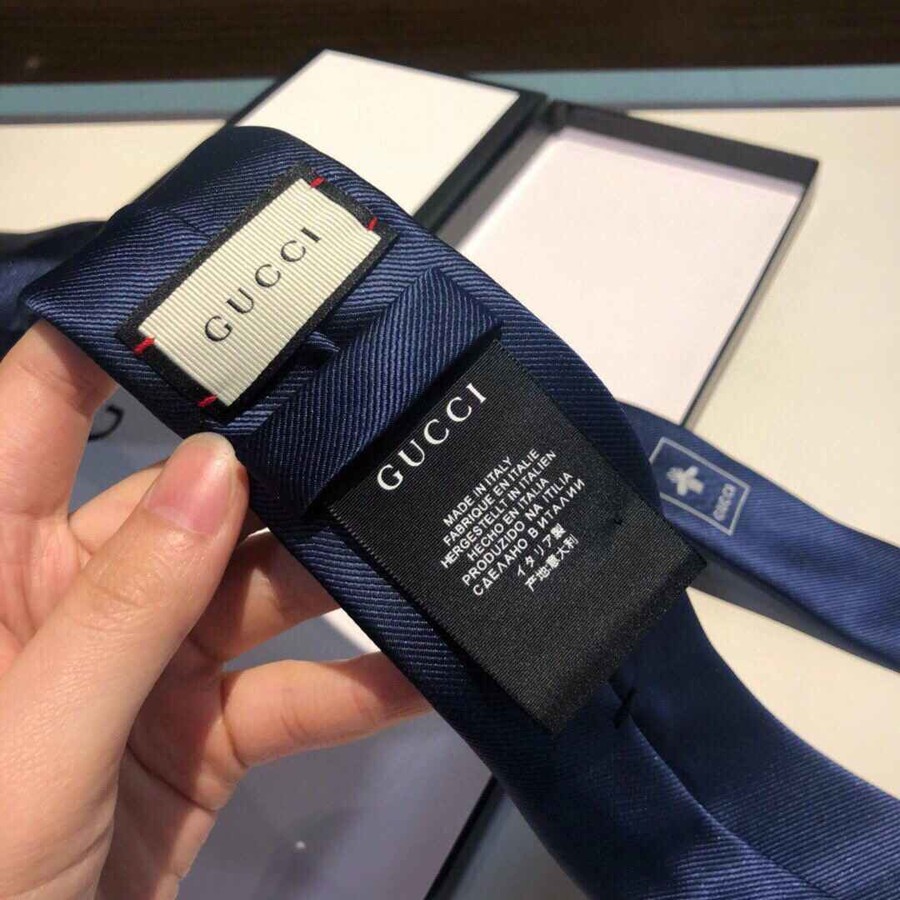 GUCCI
GUCCI
MADE IN ITALY
FABRIQUE EN ITALIE
HERGESTELLT IN ITALIEN
HECHO EN ITALIA
PRODUZIDO NA ITILIA
СДЕЛАНО В ИТАЛИИ
イタリア製
产地意大利